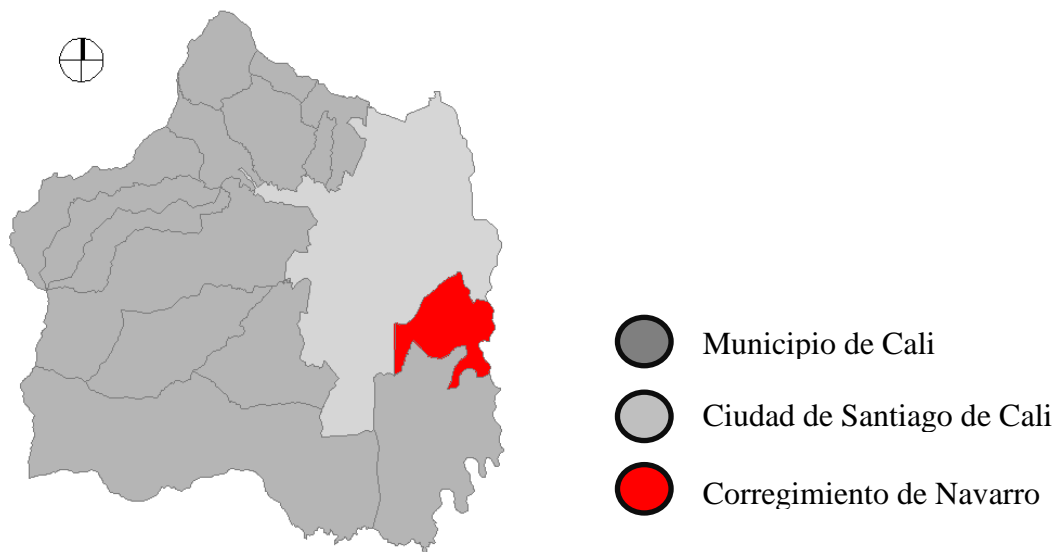 Municipio de Cali
Ciudad de Santiago de Cali
Corregimiento de Navarro